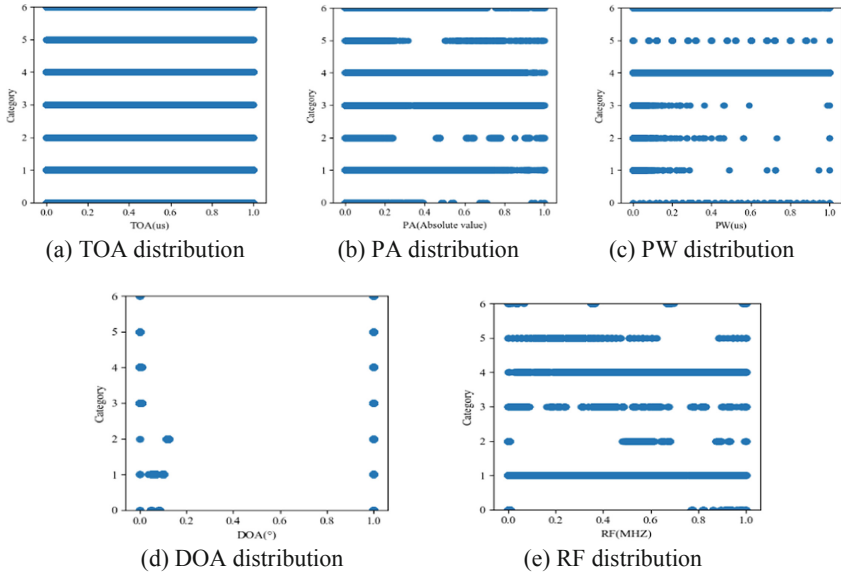 6
5
4
3
2
1
0
Category
0.0 0.2 0.4 0.6 0.8 1.0
TOA(us)
(a) TOA distribution
6
5
4
3
2
1
0
Category
0.0 0.2 0.4 0.6 0.8 1.0
PA(Absolute value)
(b) PA distribution
6
5
4
3
2
1
0
Category
0.0 0.2 0.4 0.6 0.8 1.0
PW(us)
(c) PW distribution
6
5
4
3
2
1
0
Category
0.0 0.2 0.4 0.6 0.8 1.0
DOA(°)
(d) DOA distribution
6
5
4
3
2
1
0
Category
0.0 0.2 0.4 0.6 0.8 1.0
RF(MHZ)
(e) RF distribution